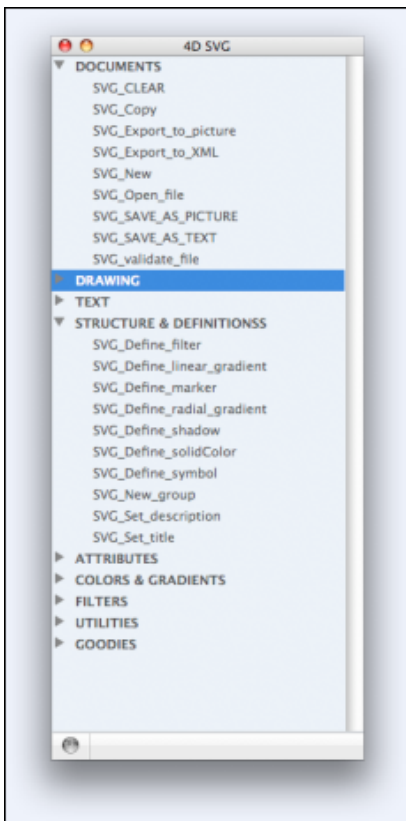 4D SVG
DOCUMENTS
SVG_CLEAR
SVG_Copy
SVG_Export_to_picture
SVG_Export_to_XML
SVG_New
SVG_Open_file
SVG_SAVE_AS_PICTURE
SVG_SAVE_AS_TEXT
SVG_validate_file
DRAWING
TEXT
STRUCTURE & DEFINITIONSS
SVG_Define_filter
SVG_Define_linear_gradient
SVG_Define_marker
SVG_Define_radial_gradient
SVG_Define_shadow
SVG_Define_solidColor
SVG_Define_symbol
SVG_New_group
SVG_Set_description
SVG_Set_title
ATTRIBUTES
COLORS & GRADIENTS
FILTERS
UTILITIES
GOODIES